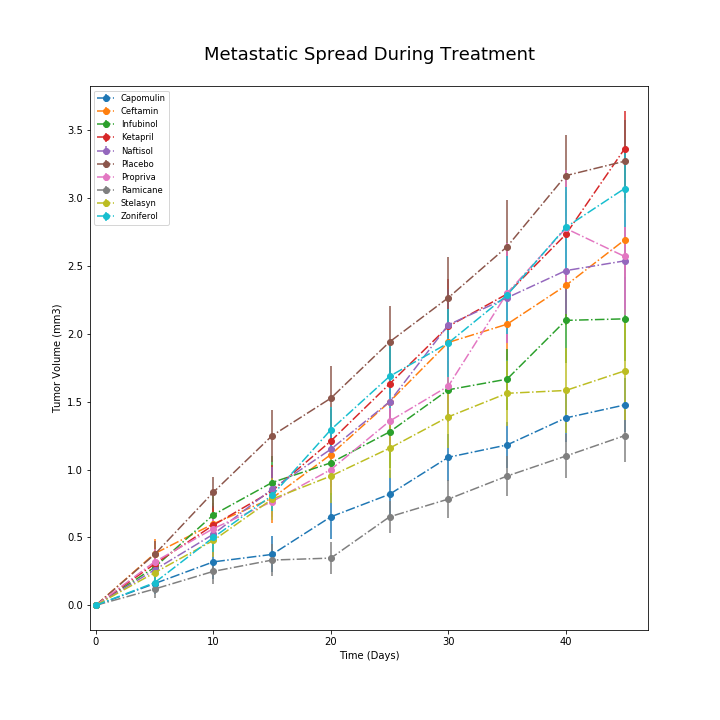 Metastatic Spread During Treatment
Capomulin
Ceftamin
Infubinol
Ketapril
Naftisol
Placebo
Propriva
Ramicane
Stelasyn
Zoniferol
Tumor Volume (mm3)
3.5
3.0
2.5
2.0
1.5
1.0
0.5
0.0
0 10 20 30 40
Time (Days)